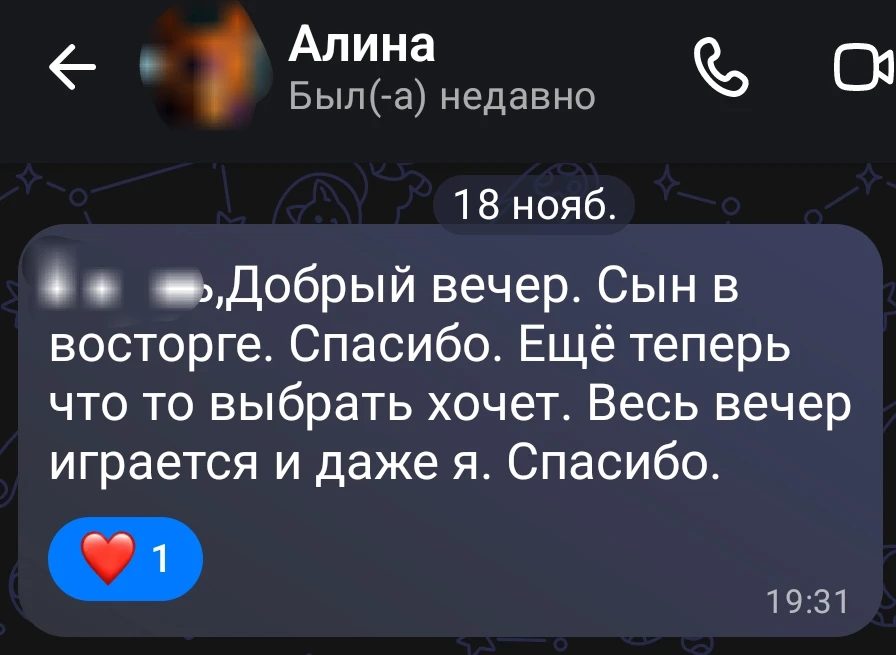 Алина
Был(-а) недавно
18 нояб.
,Добрый вечер. Сын в
восторге. Спасибо. Ещё теперь
что то выбрать хочет. Весь вечер
играется и даже я. Спасибо.
❤️ 1
19:31